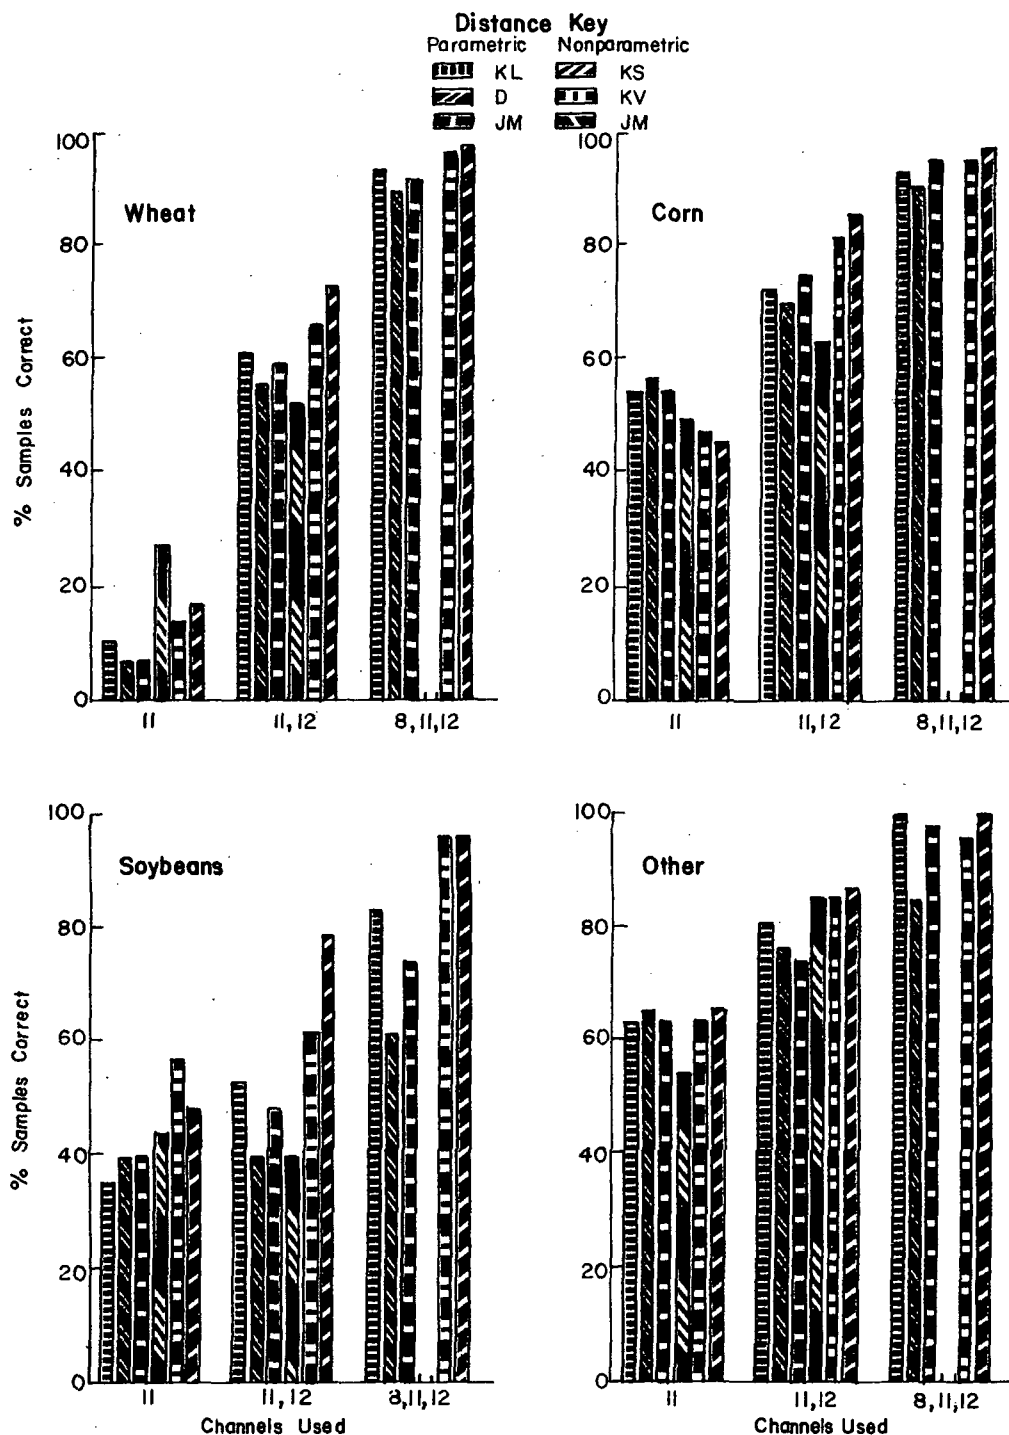 Distance Key
Parametric Nonparametric
KL KS
D KV
JM JM
100
80
60
40
20
0
% Samples Correct
Wheat
11 11,12 8,11,12
100
80
60
40
20
0
Corn
11 11,12 8,11,12
100
80
60
40
20
0
% Samples Correct
Soybeans
11 11,12 8,11,12
Channels Used
100
80
60
40
20
0
Other
11 11,12 8,11,12
Channels Used